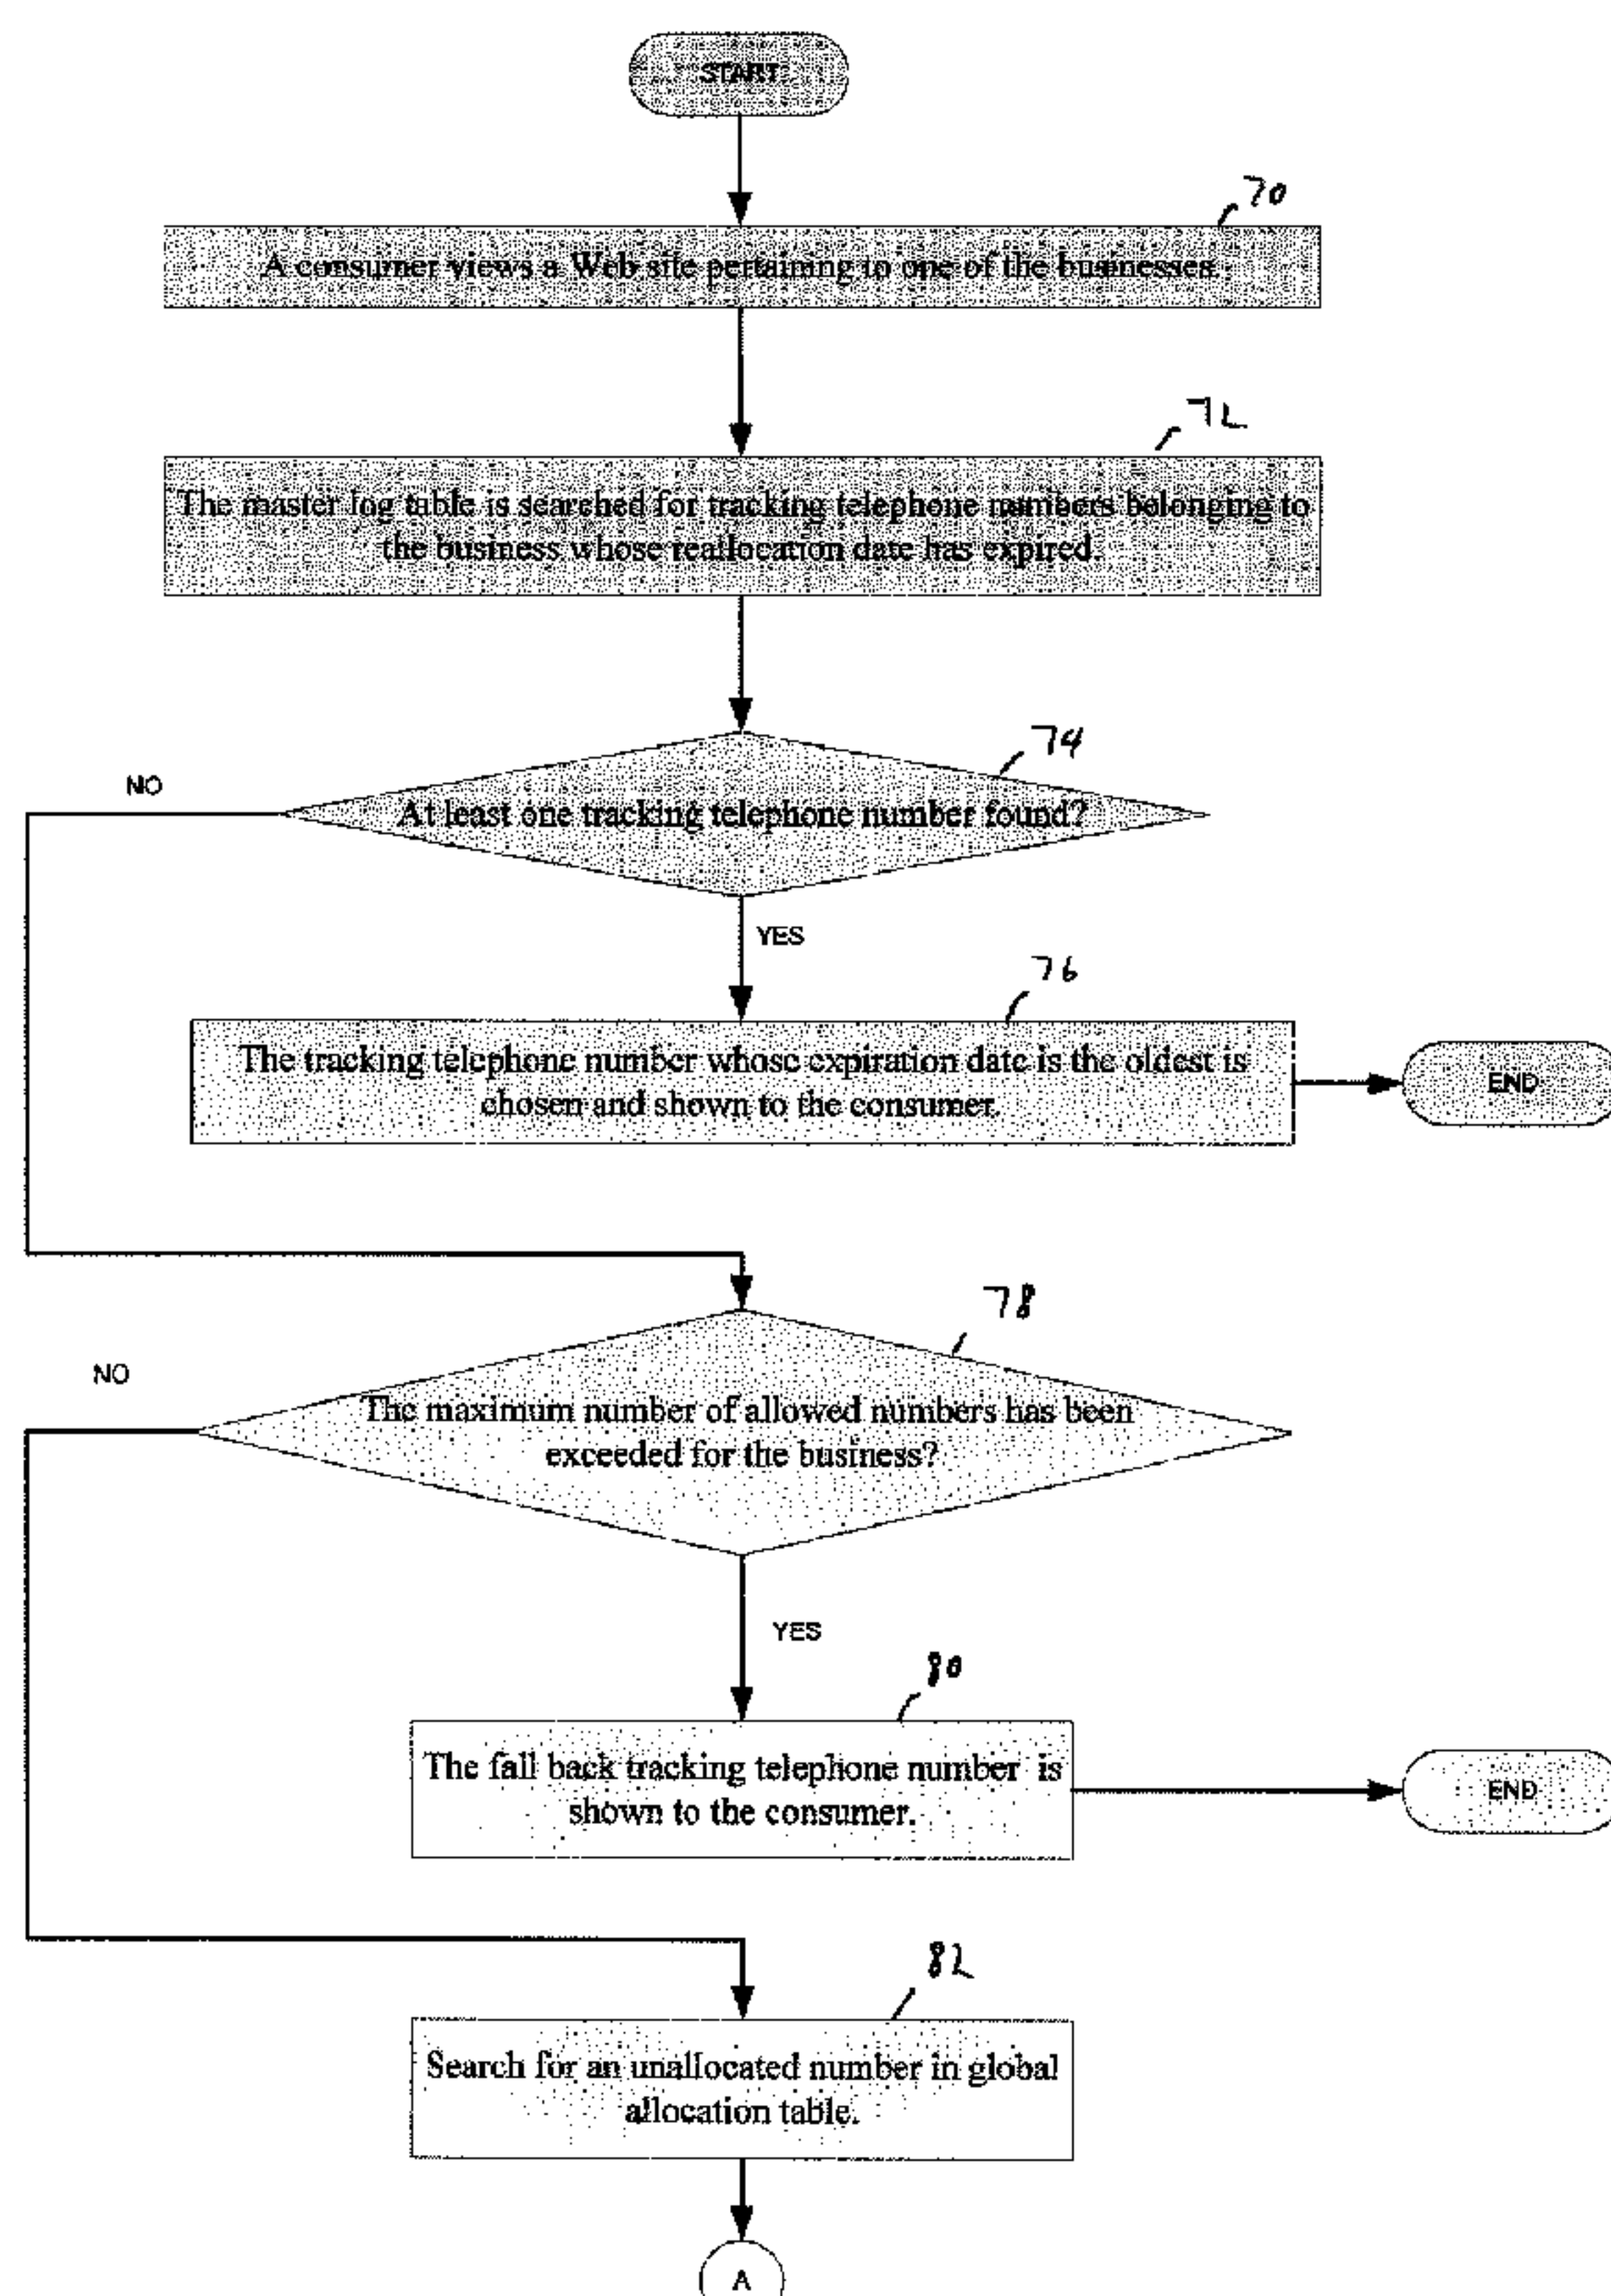 START
70
A consumer views a Web site pertaining to one of the businesses.
72
The master log table is searched for tracking telephone numbers belonging to
the business whose reallocation date has expired.
74
NO
At least one tracking telephone number found?
YES
76
The tracking telephone number whose expiration date is the oldest is
chosen and shown to the consumer.
END
78
NO
The maximum number of allowed numbers has been
exceeded for the business?
YES
80
The fall back tracking telephone number is
shown to the consumer.
END
82
Search for an unallocated number in global
allocation table.
A